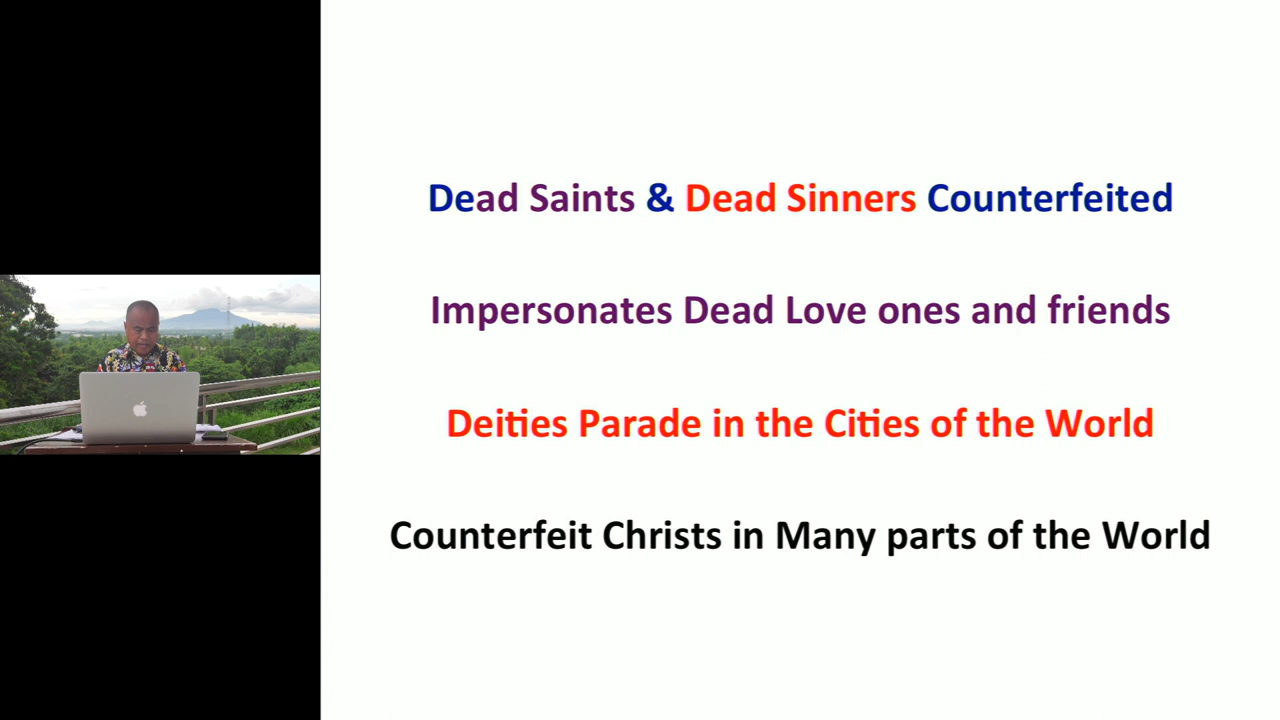 Dead Saints & Dead Sinners Counterfeited
Impersonates Dead Love ones and friends
Deities Parade in the Cities of the World
Counterfeit Christs in Many parts of the World